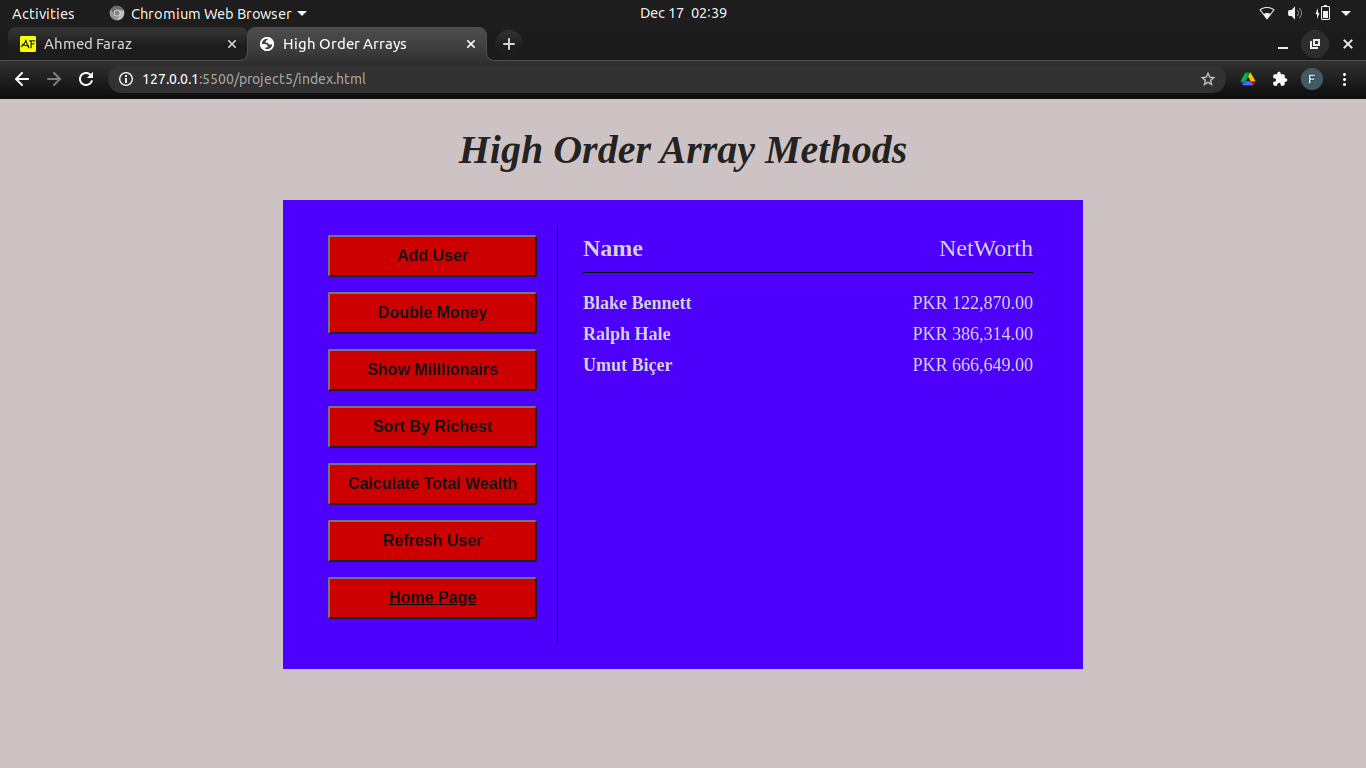 Activities Chromium Web Browser Dec 17 02:39
Ahmed Faraz High Order Arrays
127.0.0.1:5500/project5/index.html F
High Order Array Methods
Add User
Double Money
Show Milllionairs
Sort By Richest
Calculate Total Wealth
Refresh User
Home Page
Name NetWorth
Blake Bennett PKR 122,870.00
Ralph Hale PKR 386,314.00
Umut Biçer PKR 666,649.00